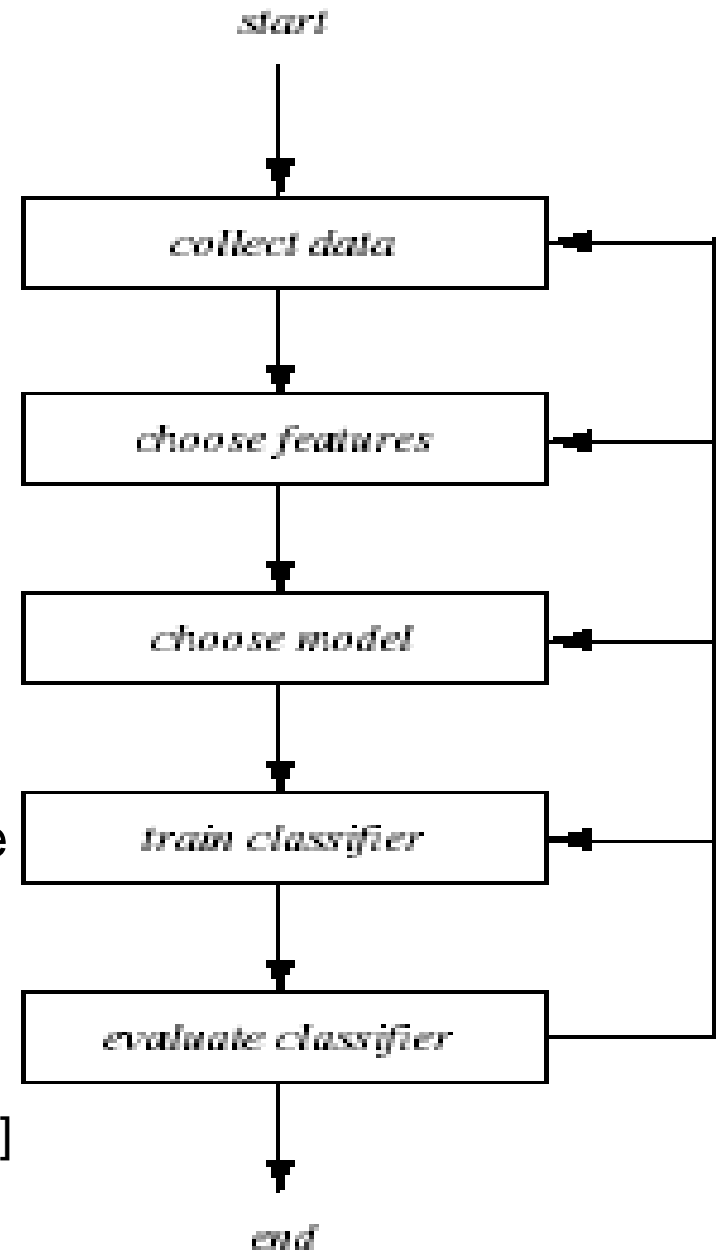 start
collect data
choose features
choose model
e
train classifier
evaluate classifier
]
end